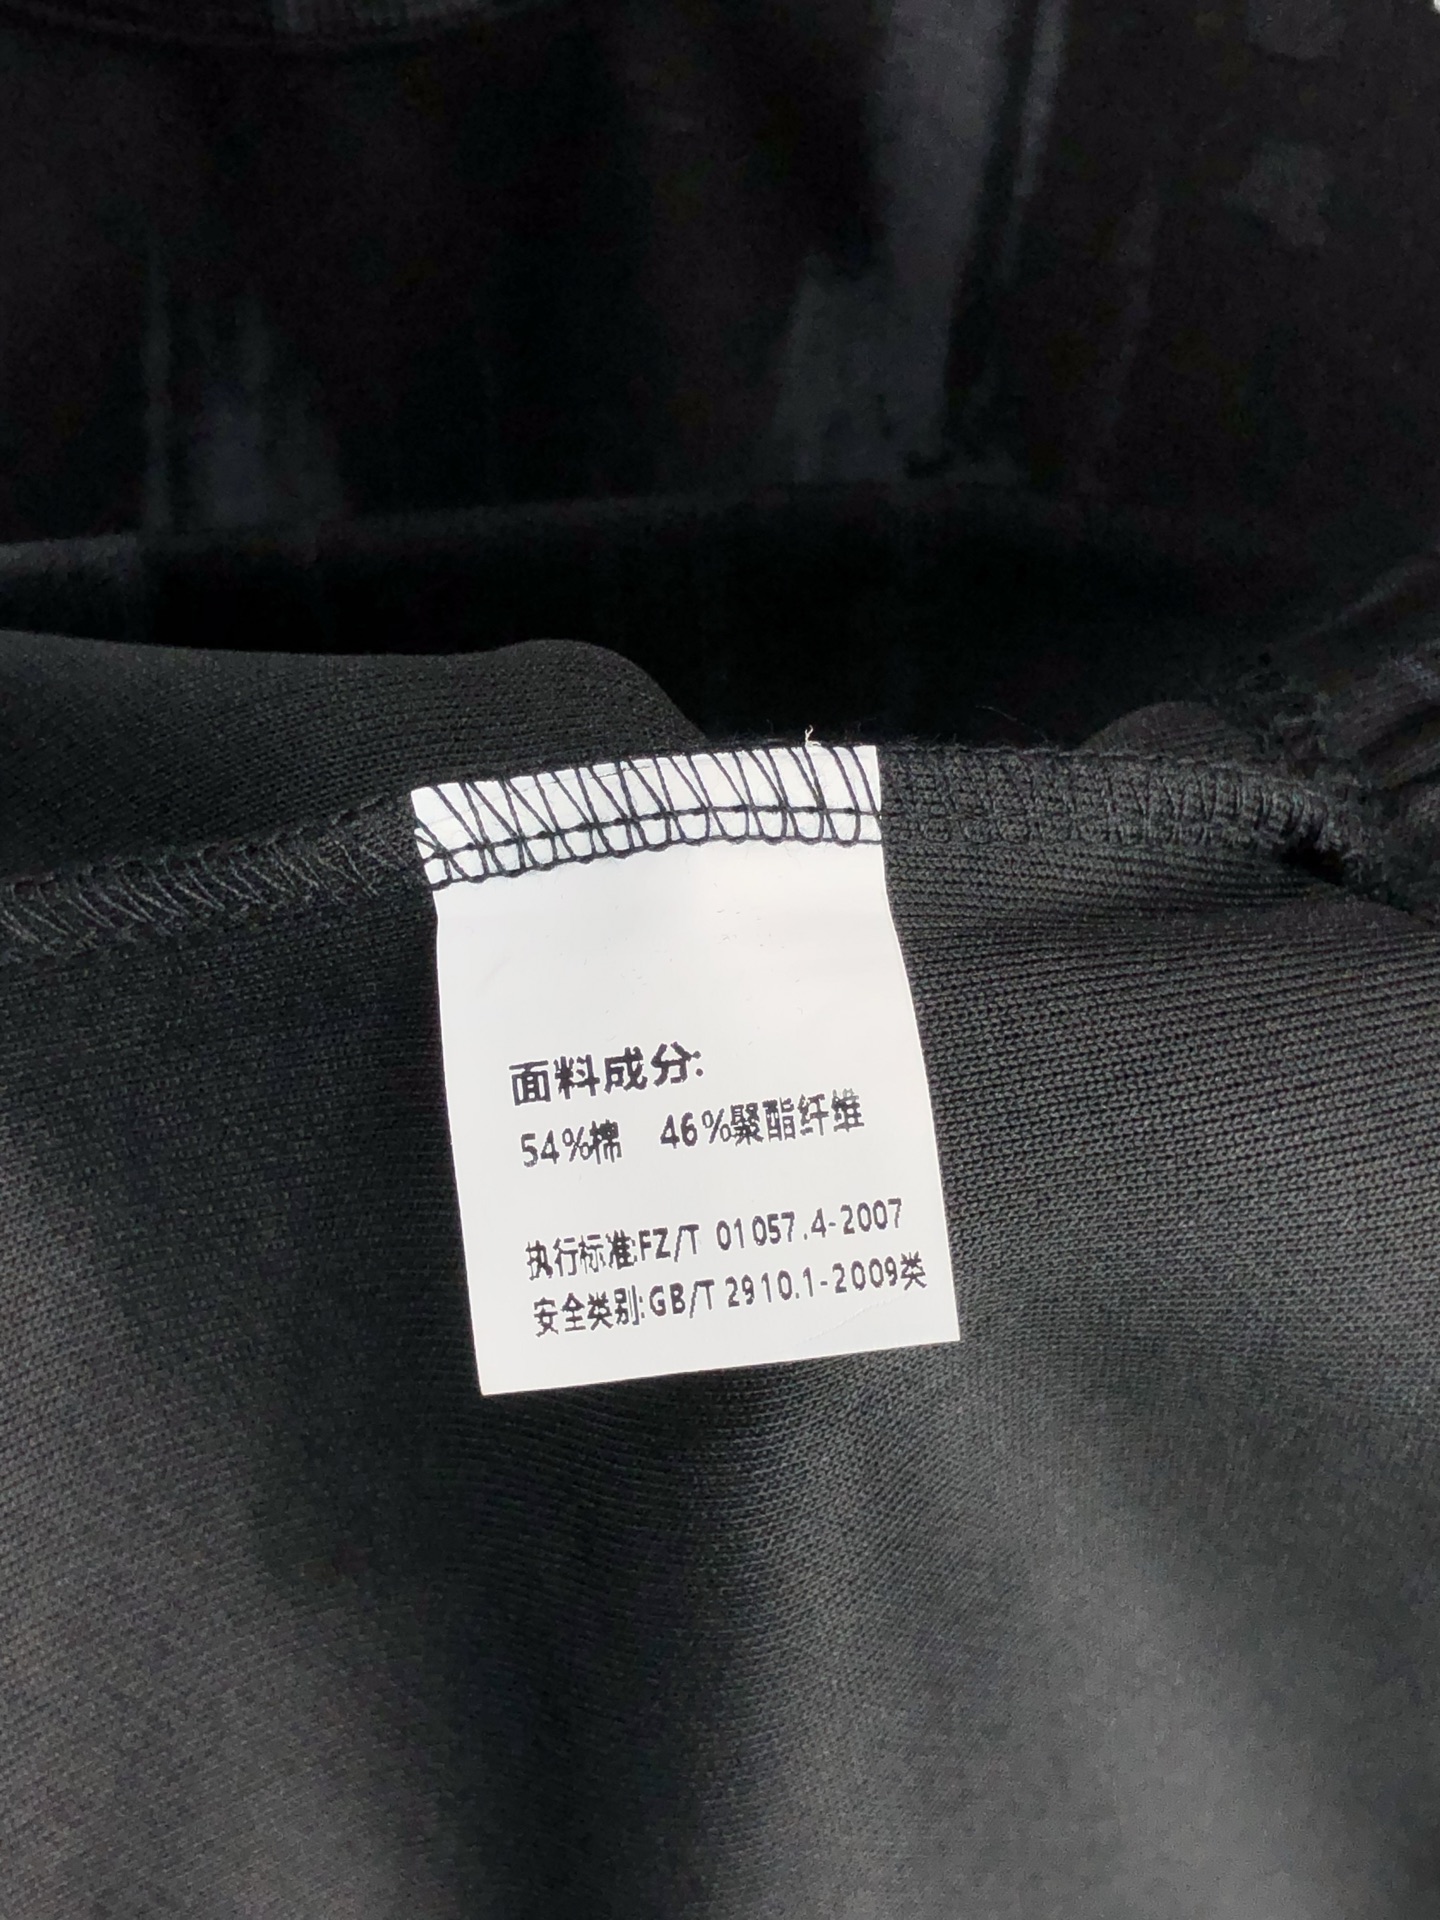 面料成分:
54%棉 46%聚酯纤维
执行标准:FZ/T 01057.4-2007
安全类别:GB/T 2910.1-2009类